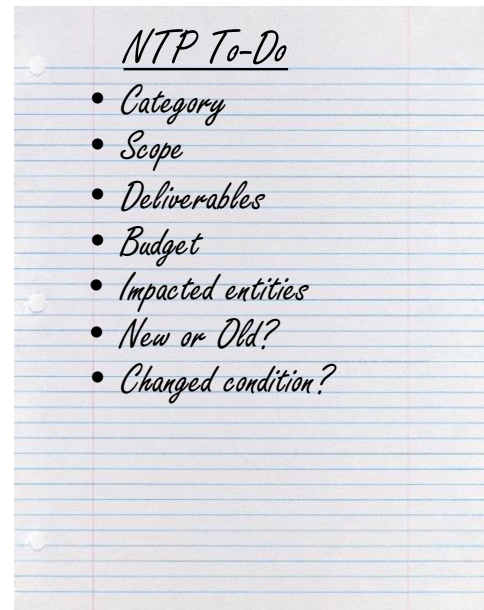 NTP To-Do
• Category
• Scope
• Deliverables
• Budget
• Impacted entities
• New or Old?
• Changed condition?